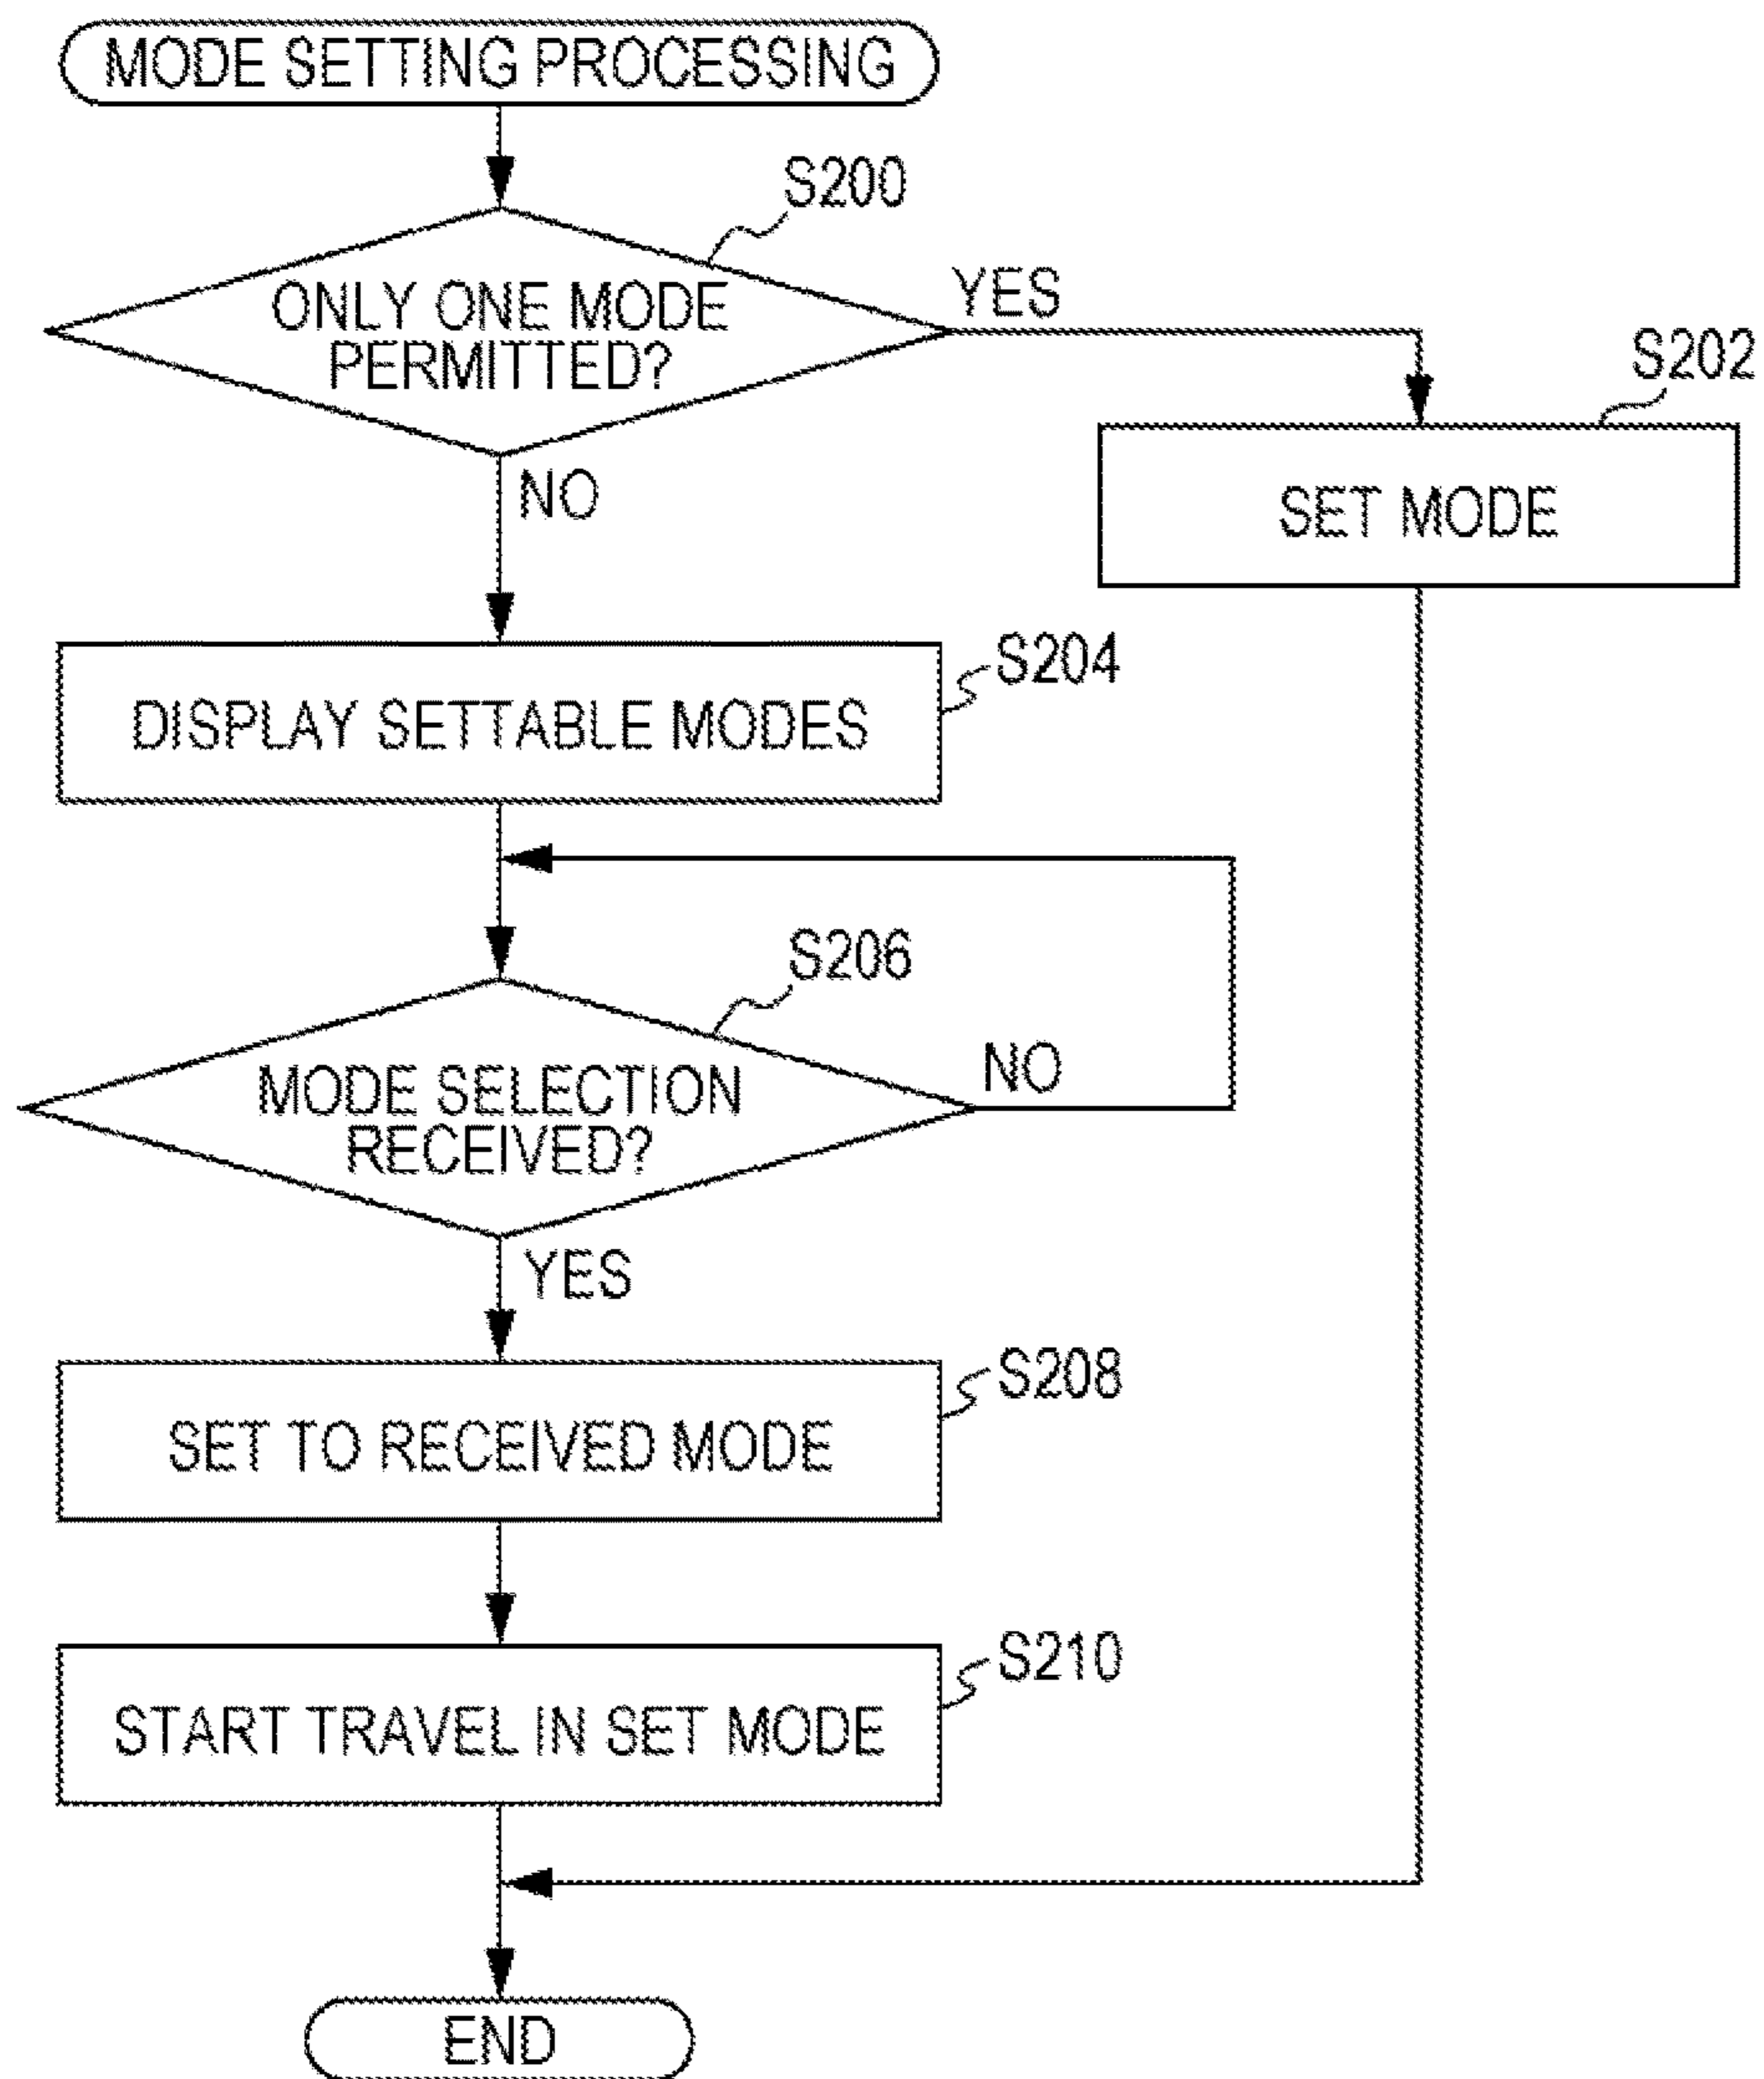 MODE SETTING PROCESSING
S200
ONLY ONE MODE
PERMITTED?
YES
S202
SET MODE
NO
S204
DISPLAY SETTABLE MODES
S206
MODE SELECTION
RECEIVED?
NO
YES
S208
SET TO RECEIVED MODE
S210
START TRAVEL IN SET MODE
END